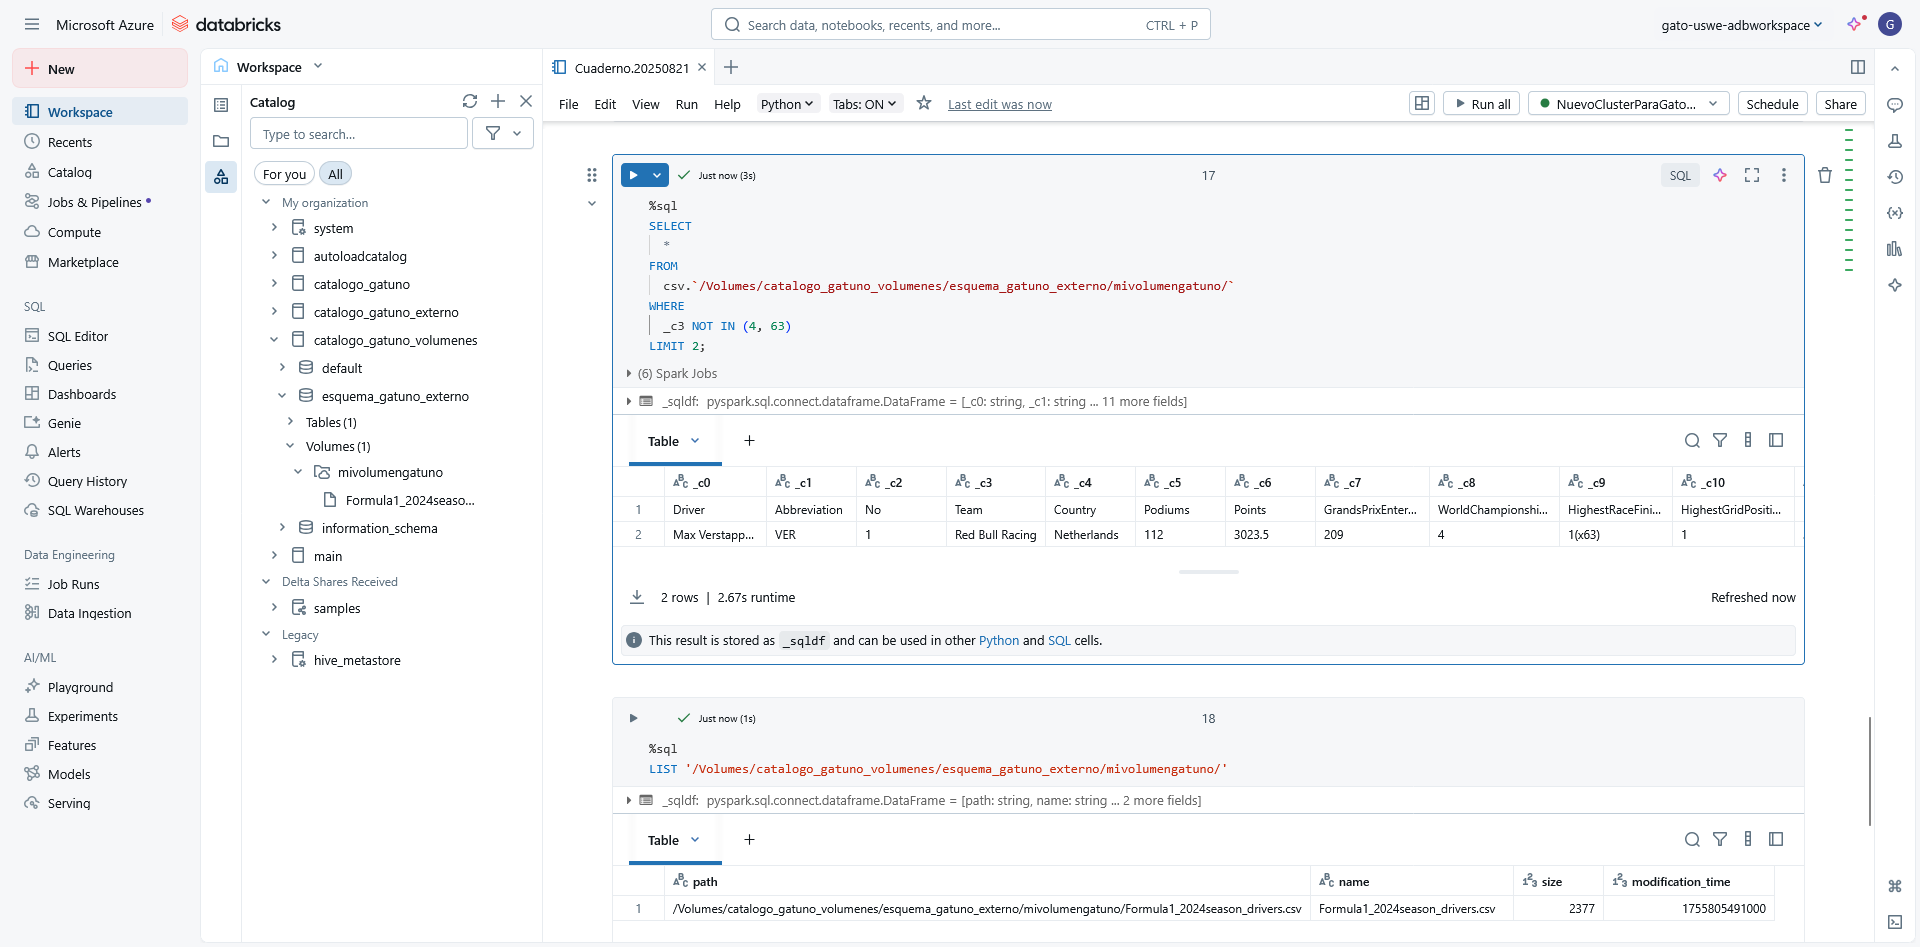 Microsoft Azure databricks
Search data, notebooks, recents, and more... CTRL + P
gato-uswe-adbworkspace
G
New
Workspace
Recents
Catalog
Jobs & Pipelines
Compute
Marketplace
SQL
SQL Editor
Queries
Dashboards
Genie
Alerts
Query History
SQL Warehouses
Data Engineering
Job Runs
Data Ingestion
AI/ML
Playground
Experiments
Features
Models
Serving
Workspace
Catalog
Type to search...
For you All
My organization
system
autoloadcatalog
catalogo_gatuno
catalogo_gatuno_externo
catalogo_gatuno_volumenes
default
esquema_gatuno_externo
Tables (1)
Volumes (1)
mivolumengatuno
Formula1_2024seaso...
information_schema
main
Delta Shares Received
samples
Legacy
hive_metastore
Cuaderno.20250821
File Edit View Run Help Python Tabs: ON Last edit was now
Run all NuevoClusterParaGato... Schedule Share
Just now (3s) 17 SQL
%sql
SELECT
*
FROM
csv.`/Volumes/catalogo_gatuno_volumenes/esquema_gatuno_externo/mivolumengatuno/`
WHERE
_c3 NOT IN (4, 63)
LIMIT 2;
(6) Spark Jobs
_sqldf: pyspark.sql.connect.dataframe.DataFrame = [_c0: string, _c1: string ... 11 more fields]
Table
_c0 _c1 _c2 _c3 _c4 _c5 _c6 _c7 _c8 _c9 _c10
1 Driver Abbreviation No Team Country Podiums Points GrandsPrixEnter... WorldChampionshi... HighestRaceFini... HighestGridPositi...
2 Max Verstapp... VER 1 Red Bull Racing Netherlands 112 3023.5 209 4 1(x63) 1
2 rows | 2.67s runtime Refreshed now
This result is stored as _sqldf and can be used in other Python and SQL cells.
Just now (1s) 18
%sql
LIST '/Volumes/catalogo_gatuno_volumenes/esquema_gatuno_externo/mivolumengatuno/'
_sqldf: pyspark.sql.connect.dataframe.DataFrame = [path: string, name: string ... 2 more fields]
Table
path name size modification_time
1 /Volumes/catalogo_gatuno_volumenes/esquema_gatuno_externo/mivolumengatuno/Formula1_2024season_drivers.csv Formula1_2024season_drivers.csv 2377 1755805491000